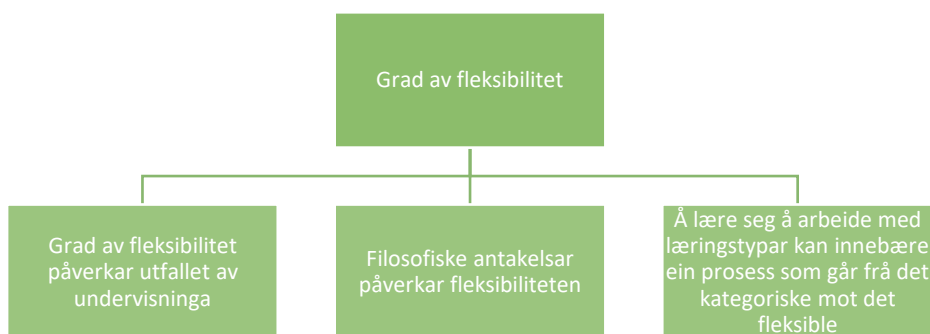 Grad av fleksibilitet
Grad av fleksibilitet
påverkar utfallet av
undervisninga
Filosofiske antakelsar
påverkar fleksibiliteten
Å lære seg å arbeide med
læringstypar kan innebære
ein prosess som går frå det
kategoriske mot det
fleksible